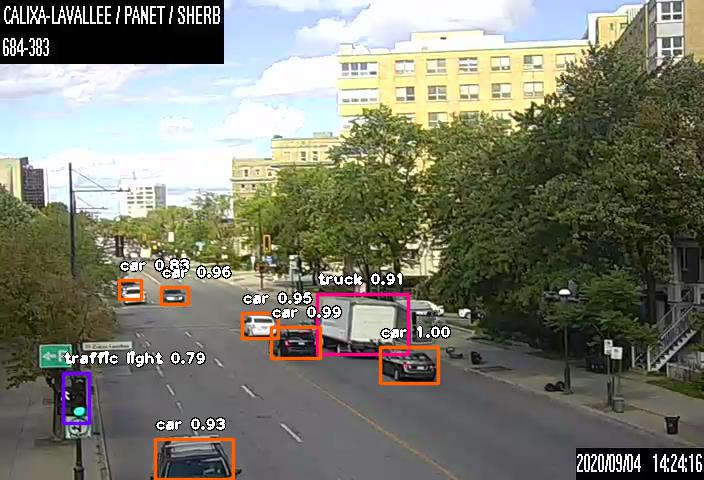 CALIXA-LAVALLEE / PANET / SHERB
684-383
car 0.83
car 0.96
truck 0.91
car 0.95
car 0.99
car 1.00
traffic light 0.79
car 0.93
2020/09/04 14:24:16